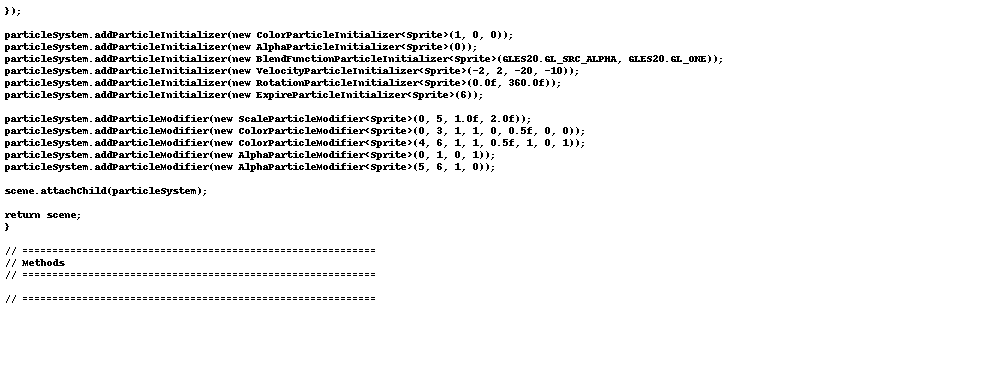 });
particleSystem.addParticleInitializer(new ColorParticleInitializer<Sprite>(1, 0, 0));
particleSystem.addParticleInitializer(new AlphaParticleInitializer<Sprite>(0));
particleSystem.addParticleInitializer(new BlendFunctionParticleInitializer<Sprite>(GLES20.GL_SRC_ALPHA, GLES20.GL_ONE));
particleSystem.addParticleInitializer(new VelocityParticleInitializer<Sprite>(-2, 2, -20, -10));
particleSystem.addParticleInitializer(new RotationParticleInitializer<Sprite>(0.0f, 360.0f));
particleSystem.addParticleInitializer(new ExpireParticleInitializer<Sprite>(6));
particleSystem.addParticleModifier(new ScaleParticleModifier<Sprite>(0, 5, 1.0f, 2.0f));
particleSystem.addParticleModifier(new ColorParticleModifier<Sprite>(0, 3, 1, 1, 0, 0.5f, 0, 0));
particleSystem.addParticleModifier(new ColorParticleModifier<Sprite>(4, 6, 1, 1, 0.5f, 1, 0, 1));
particleSystem.addParticleModifier(new AlphaParticleModifier<Sprite>(0, 1, 0, 1));
particleSystem.addParticleModifier(new AlphaParticleModifier<Sprite>(5, 6, 1, 0));
scene.attachChild(particleSystem);
return scene;
}
// ===========================================================
// Methods
// ===========================================================
// ===========================================================